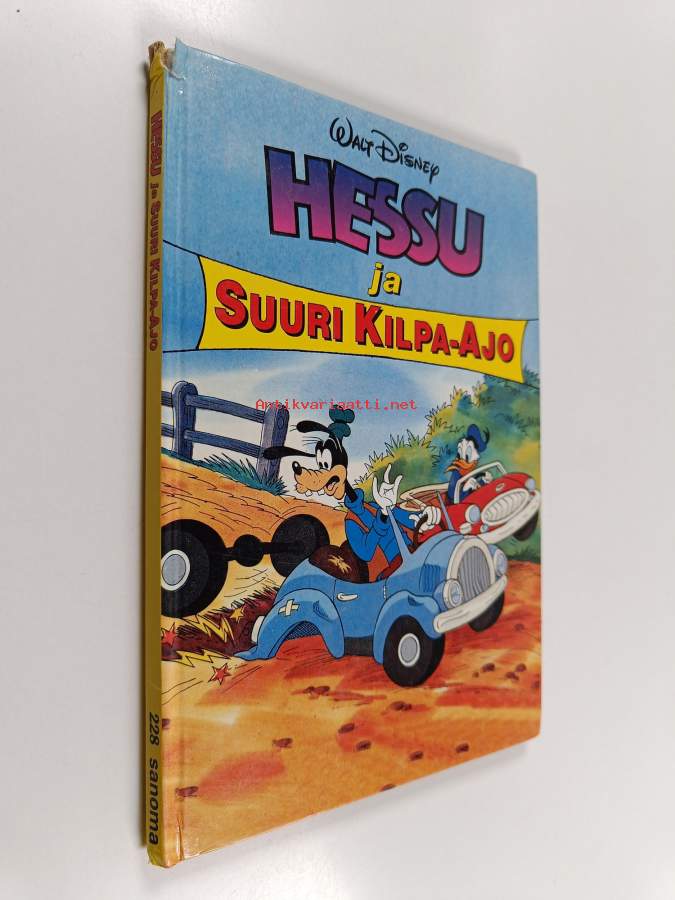 WALT DISNEY
HESSU
ja
SUURI KILPA-AJO
Antikvariaatti.net
HESSU ja SUURI KILPA-AJO
228 sanoma